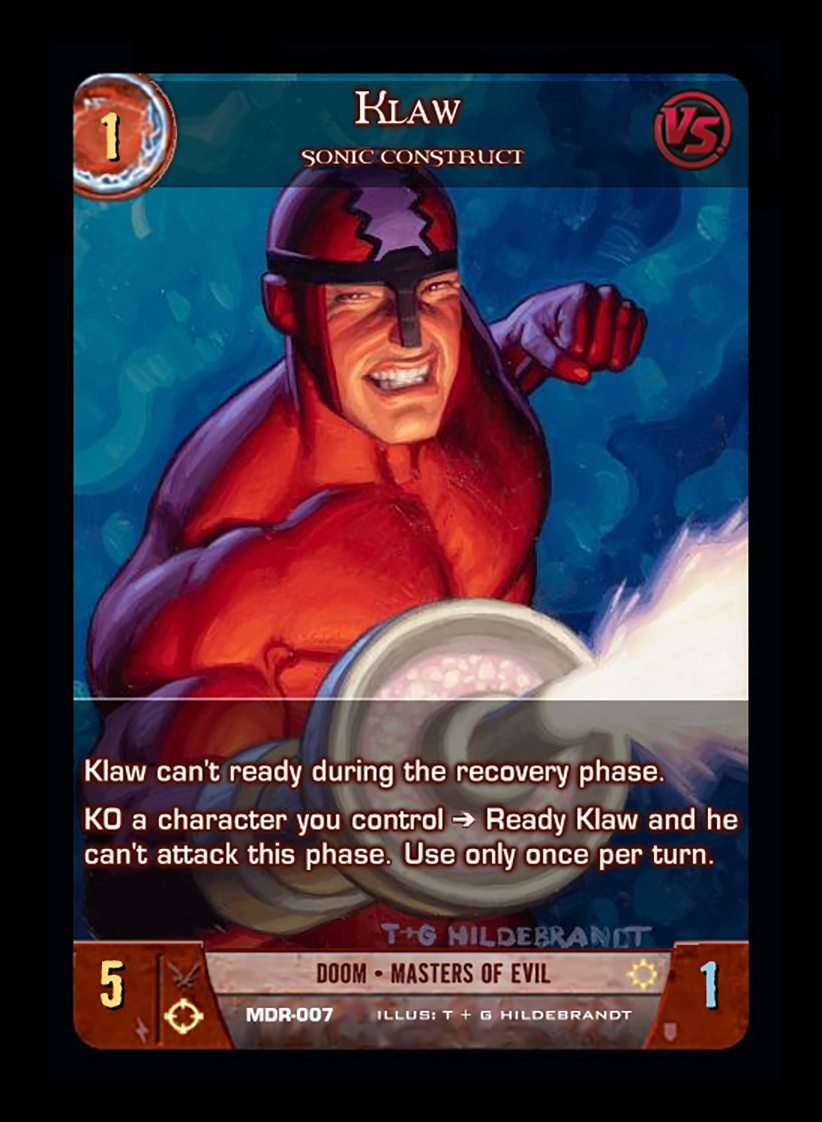 1
Klaw
VS.
SONIC CONSTRUCT
Klaw can't ready during the recovery phase.
KO a character you control ➔ Ready Klaw and he
can't attack this phase. Use only once per turn.
T+G HILDEBRANDT
5
DOOM • MASTERS OF EVIL
1
MDR-007 ILLUS: T + G HILDEBRANDT